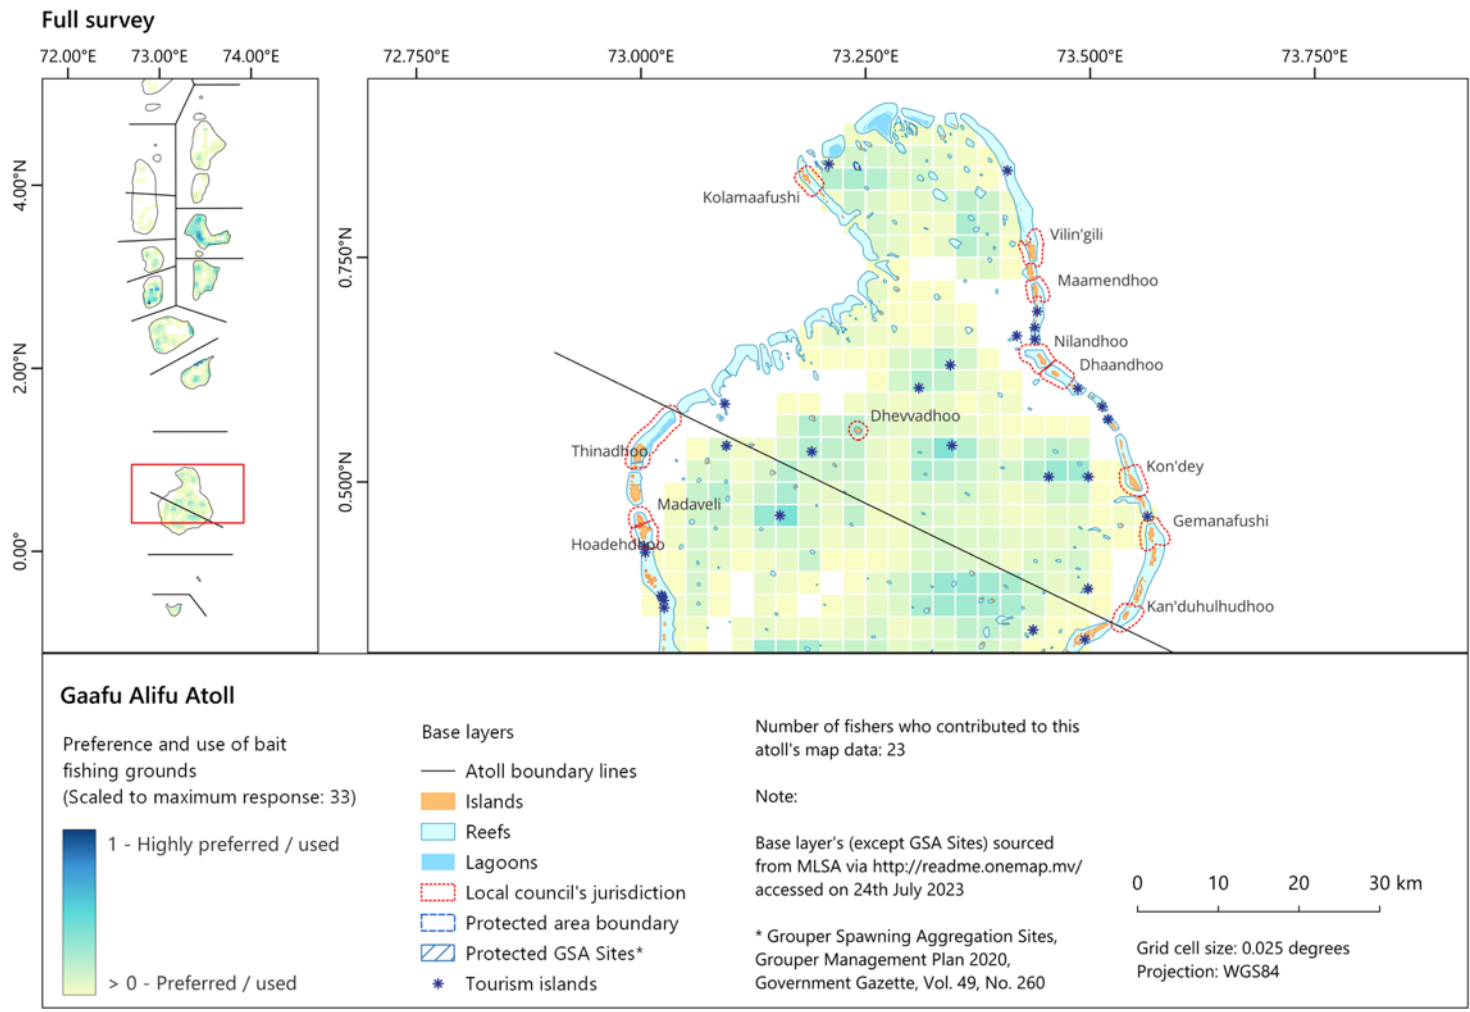 Full survey
72.00°E 73.00°E 74.00°E
72.750°E 73.000°E 73.250°E 73.500°E 73.750°E
4.00°N
2.00°N
0.00°
0.750°N
0.500°N
Kolamaafushi
Vilin'gili
Maamendhoo
Nilandhoo
Dhaandhoo
Dhevvadhoo
Thinadhoo
Kon'dey
Madaveli
Gemanafushi
Hoadehdhoo
Kan'duhulhudhoo
Gaafu Alifu Atoll
Preference and use of bait
fishing grounds
(Scaled to maximum response: 33)
1 - Highly preferred / used
> 0 - Preferred / used
Base layers
Atoll boundary lines
Islands
Reefs
Lagoons
Local council's jurisdiction
Protected area boundary
Protected GSA Sites*
Tourism islands
Number of fishers who contributed to this
atoll's map data: 23
Note:
Base layer's (except GSA Sites) sourced
from MLSA via http://readme.onemap.mv/
accessed on 24th July 2023
* Grouper Spawning Aggregation Sites,
Grouper Management Plan 2020,
Government Gazette, Vol. 49, No. 260
0 10 20 30 km
Grid cell size: 0.025 degrees
Projection: WGS84